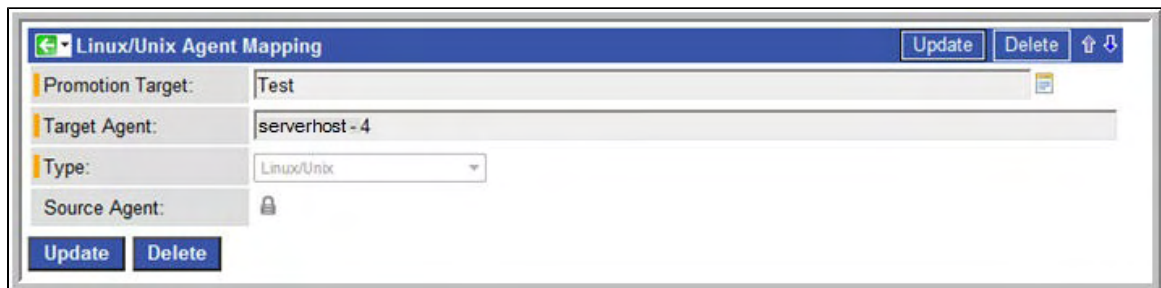 Linux/Unix Agent Mapping Update Delete
Promotion Target: Test
Target Agent: serverhost - 4
Type: Linux/Unix
Source Agent:
Update Delete